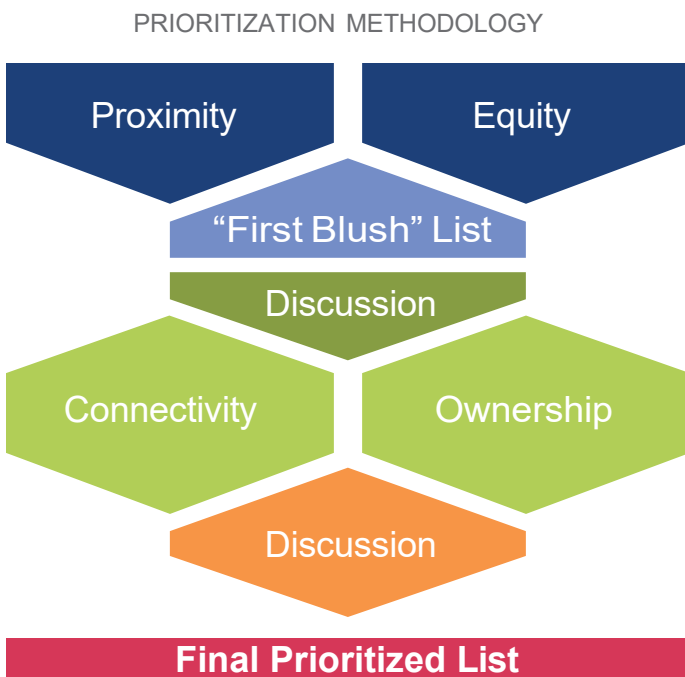 PRIORITIZATION METHODOLOGY
Proximity
Equity
“First Blush” List
Discussion
Connectivity
Ownership
Discussion
Final Prioritized List